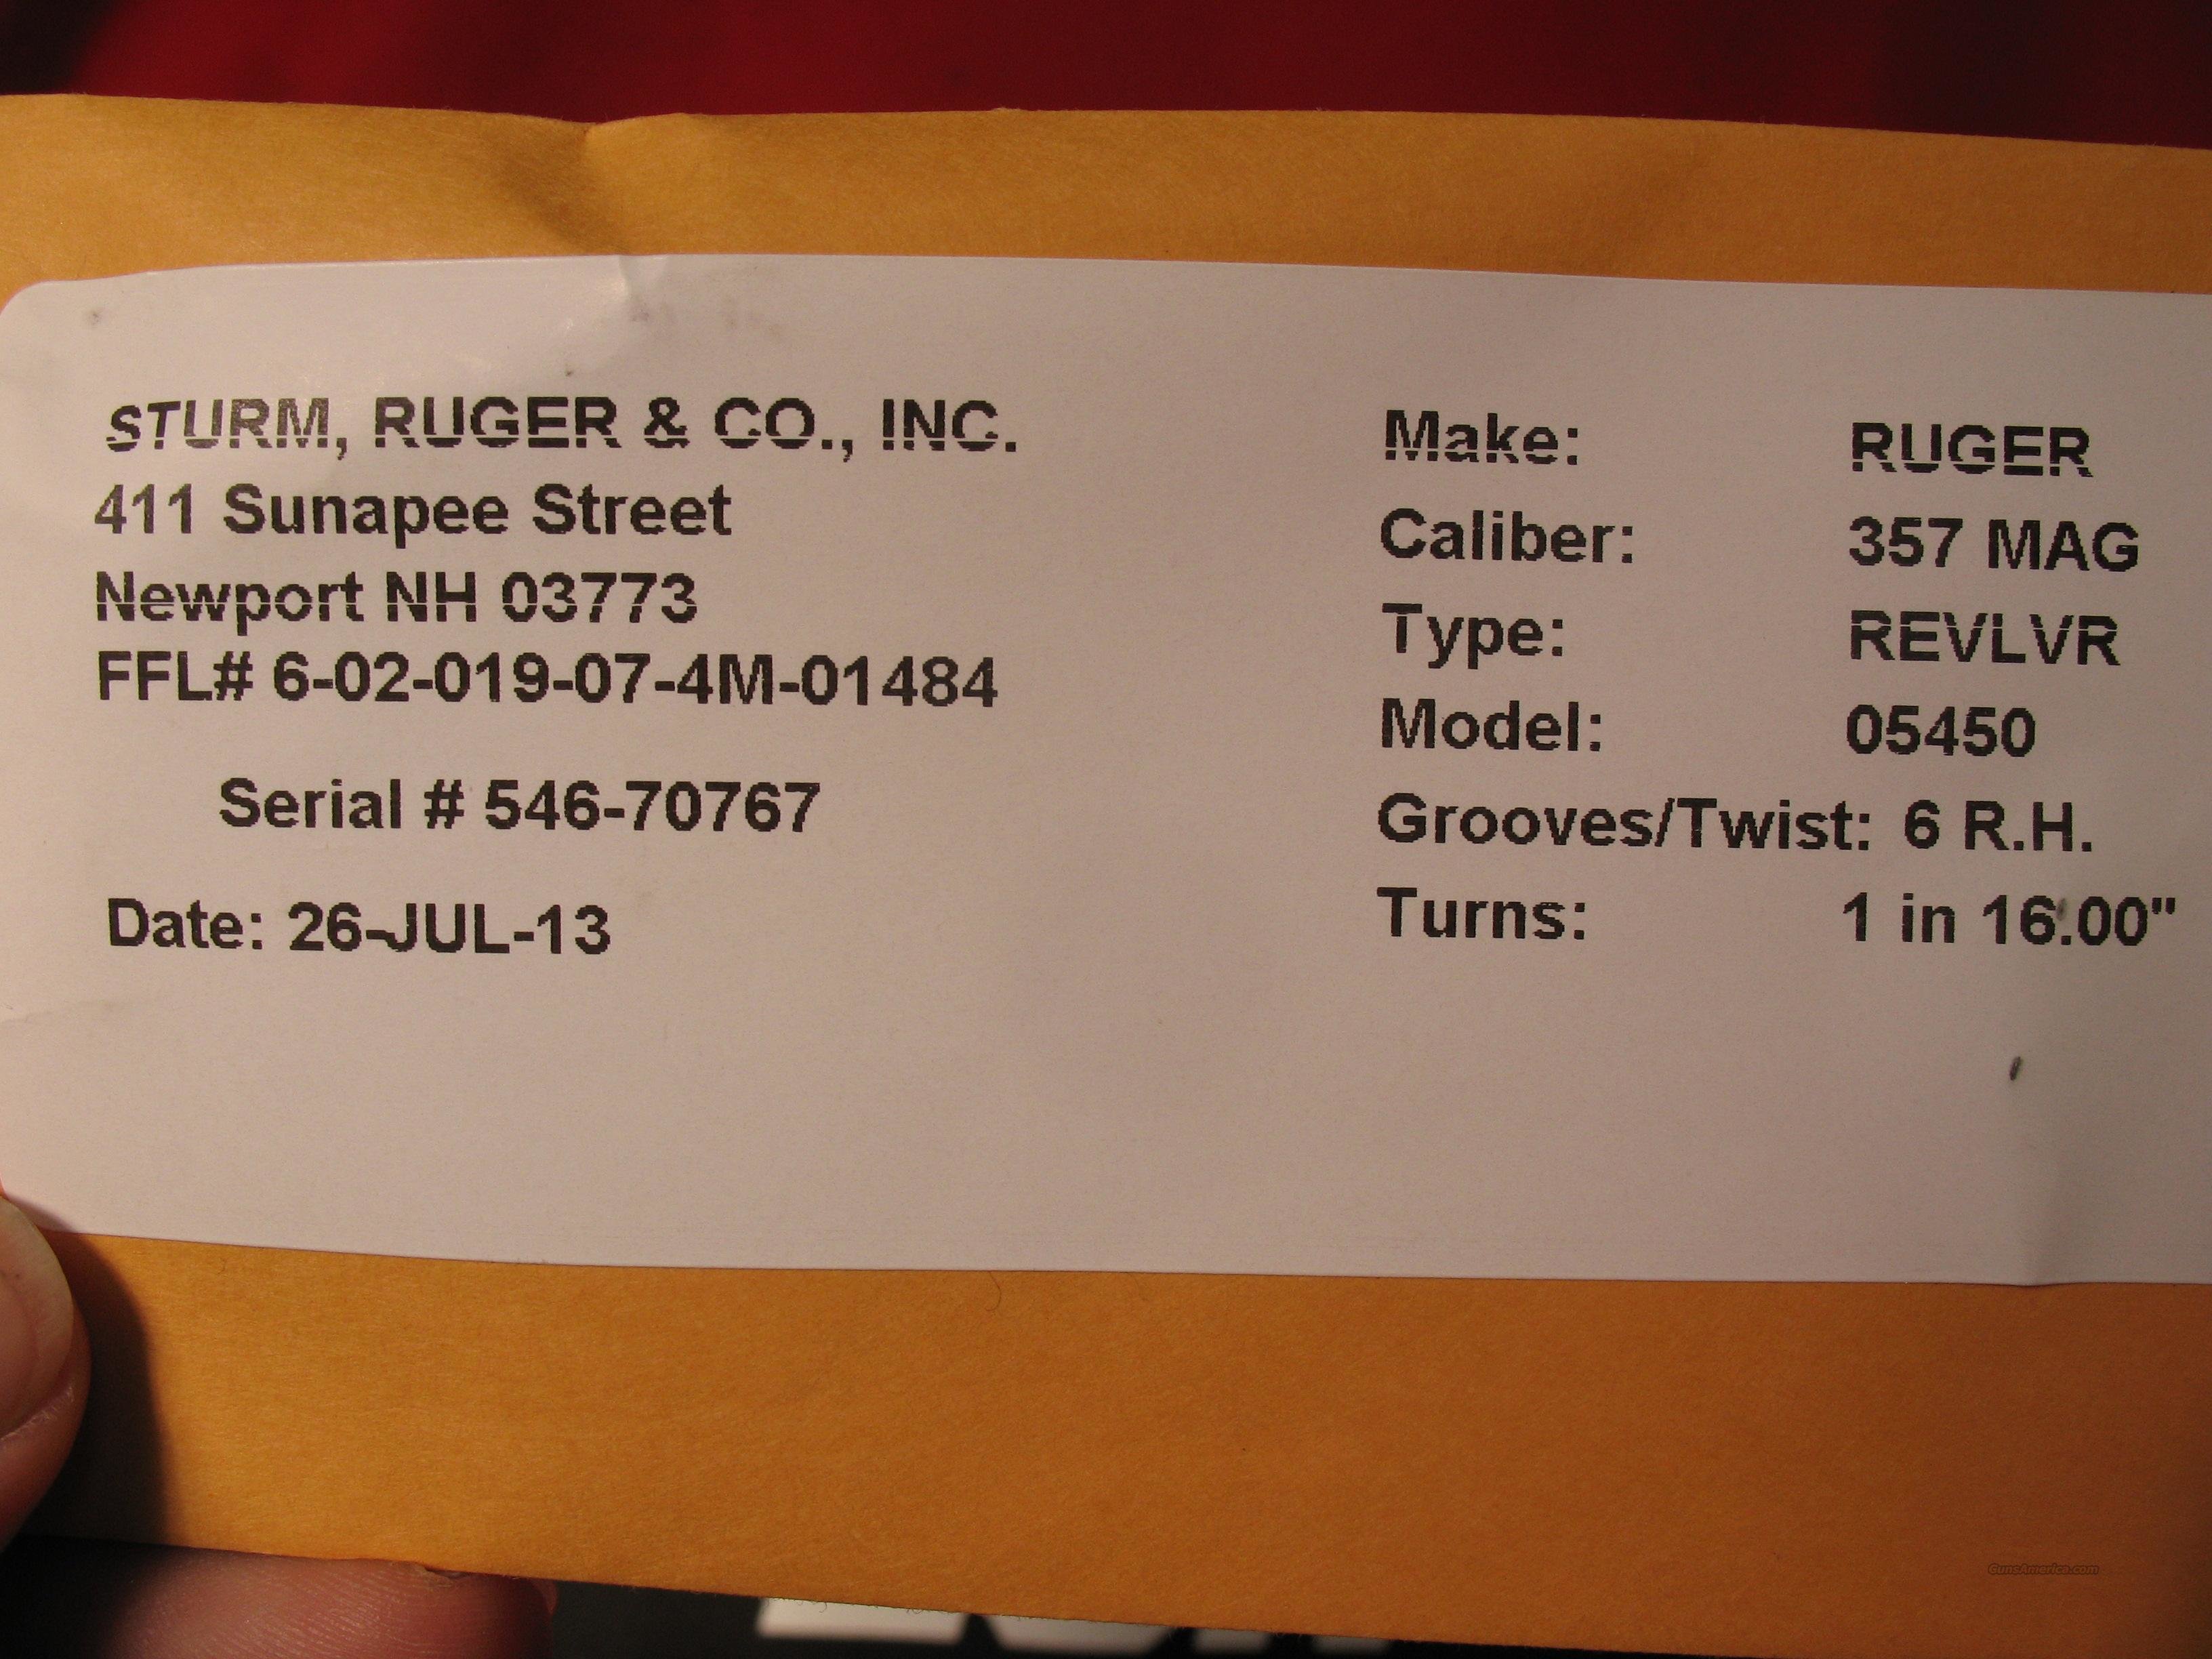 STURM, RUGER & CO., INC.
411 Sunapee Street
Newport NH 03773
FFL# 6-02-019-07-4M-01484
Serial # 546-70767
Date: 26-JUL-13
Make: RUGER
Caliber: 357 MAG
Type: REVLVR
Model: 05450
Grooves/Twist: 6 R.H.
Turns: 1 in 16.00"
GunsAmerica.com